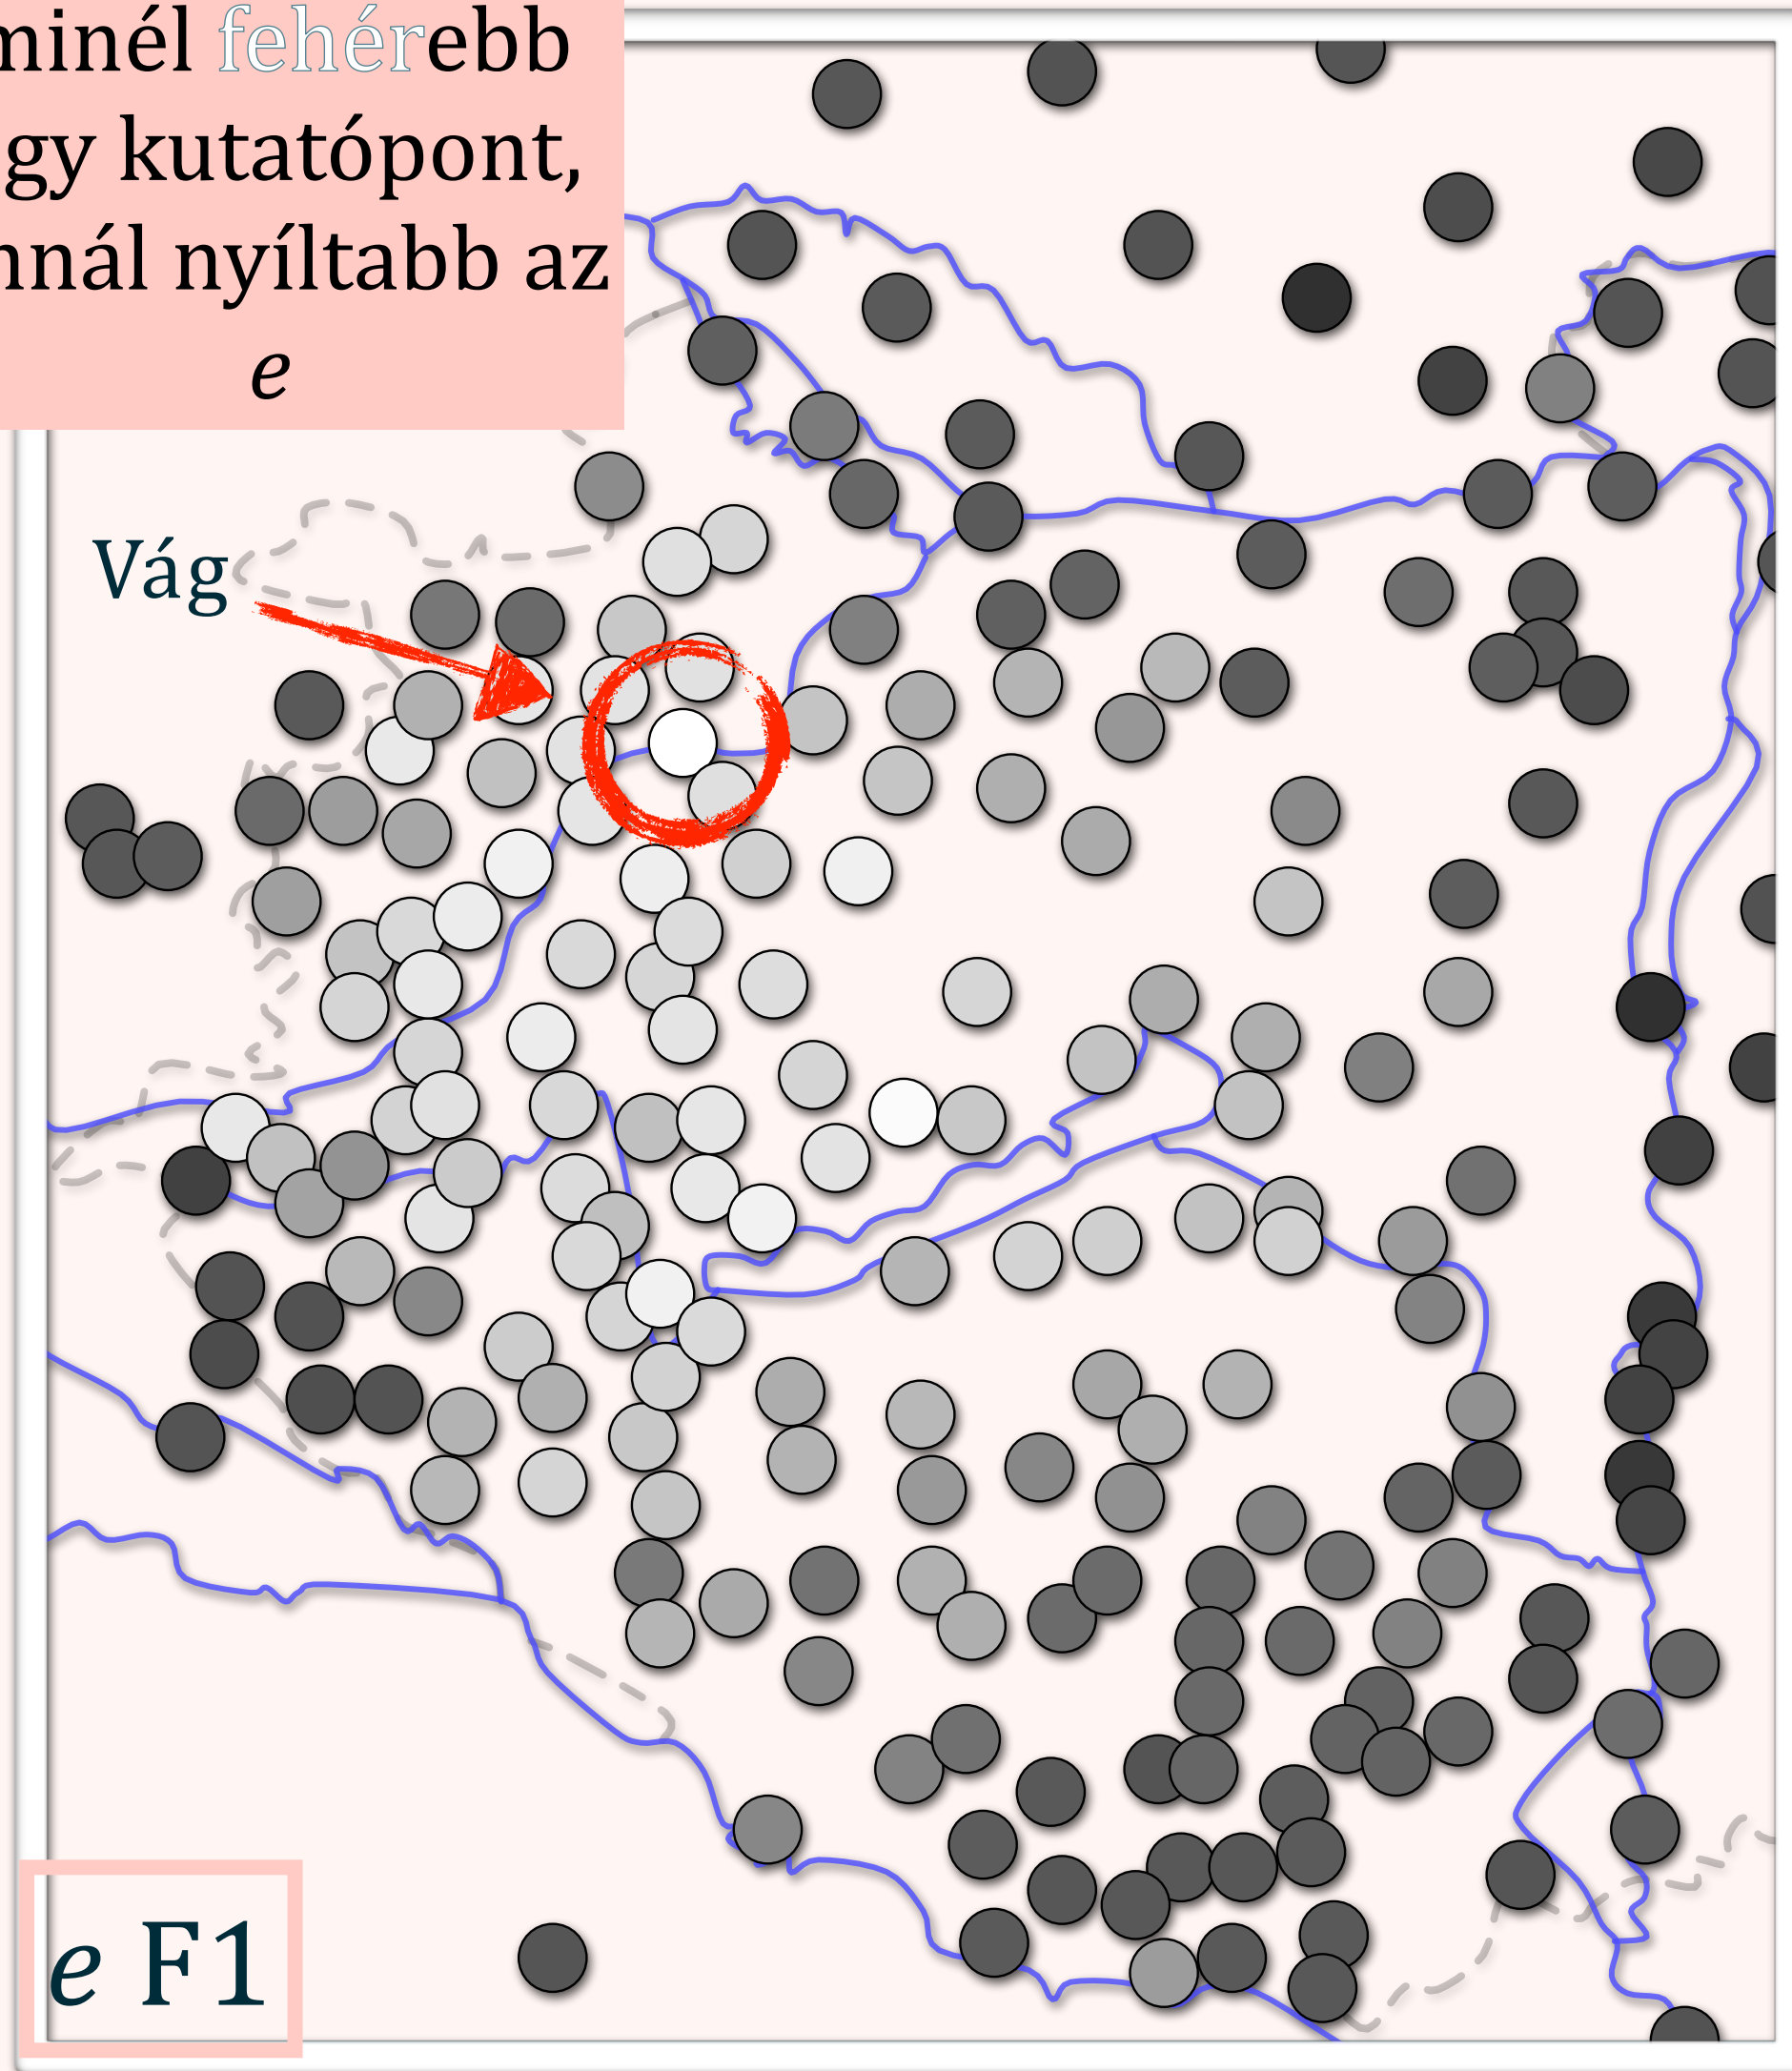 minél fehérebb
gy kutatópont,
nnál nyíltabb az
e
Vág
e F1